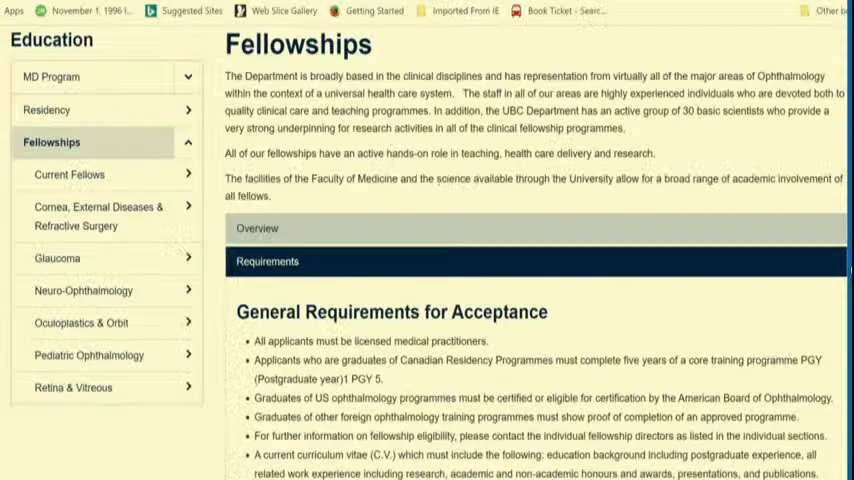 Apps November 1, 1996 I... Suggested Sites Web Slice Gallery Getting Started Imported From IE Book Ticket - Searc... Other bo
Education
MD Program
Residency
Fellowships
Current Fellows
Cornea, External Diseases &
Refractive Surgery
Glaucoma
Neuro-Ophthalmology
Oculoplastics & Orbit
Pediatric Ophthalmology
Retina & Vitreous
Fellowships
The Department is broadly based in the clinical disciplines and has representation from virtually all of the major areas of Ophthalmology
within the context of a universal health care system. The staff in all of our areas are highly experienced individuals who are devoted both to
quality clinical care and teaching programmes. In addition, the UBC Department has an active group of 30 basic scientists who provide a
very strong underpinning for research activities in all of the clinical fellowship programmes.
All of our fellowships have an active hands-on role in teaching, health care delivery and research.
The facilities of the Faculty of Medicine and the science available through the University allow for a broad range of academic involvement of
all fellows.
Overview
Requirements
General Requirements for Acceptance
• All applicants must be licensed medical practitioners.
• Applicants who are graduates of Canadian Residency Programmes must complete five years of a core training programme PGY
(Postgraduate year)1 PGY 5.
• Graduates of US ophthalmology programmes must be certified or eligible for certification by the American Board of Ophthalmology.
• Graduates of other foreign ophthalmology training programmes must show proof of completion of an approved programme.
• For further information on fellowship eligibility, please contact the individual fellowship directors as listed in the individual sections.
• A current curriculum vitae (C.V.) which must include the following: education background including postgraduate experience, all
related work experience including research, academic and non-academic honours and awards, presentations, and publications.